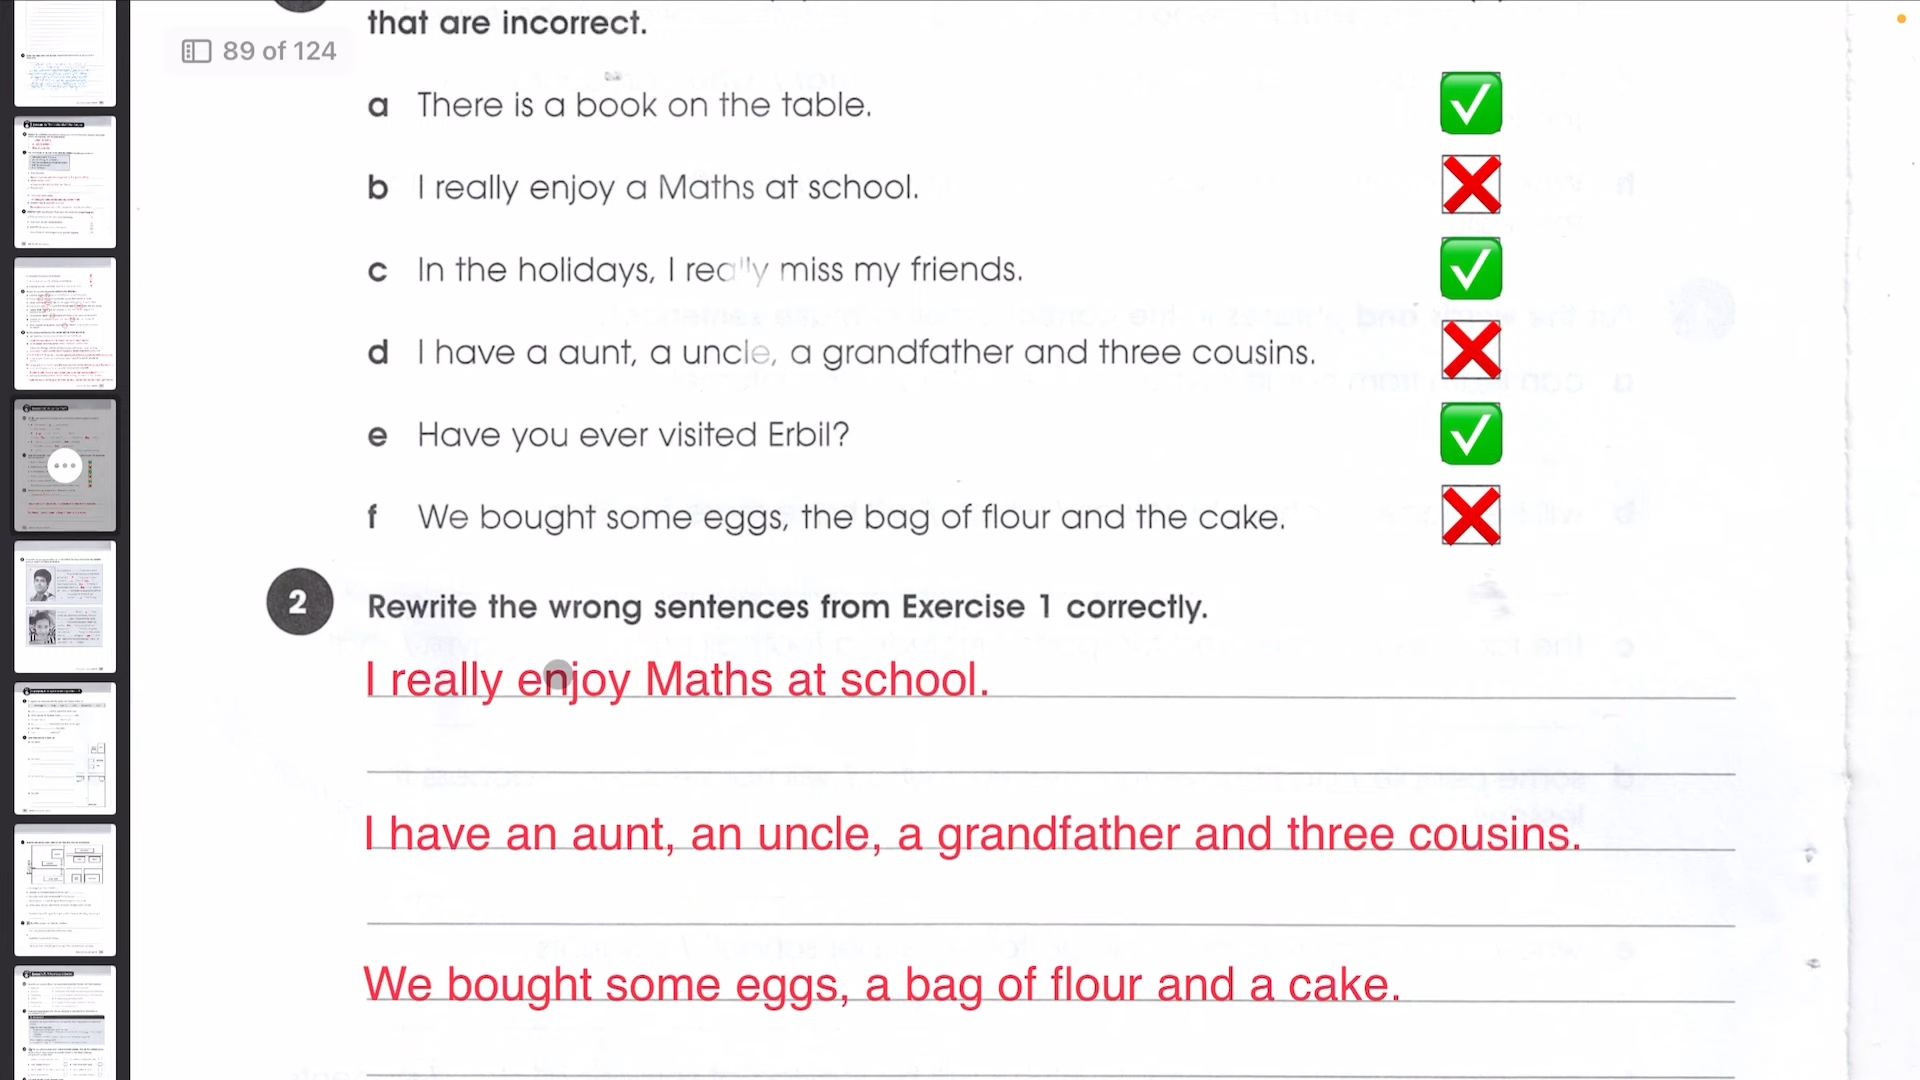 that are incorrect.
89 of 124
a There is a book on the table.
b I really enjoy a Maths at school.
c In the holidays, I really miss my friends.
d I have a aunt, a uncle, a grandfather and three cousins.
e Have you ever visited Erbil?
f We bought some eggs, the bag of flour and the cake.
2 Rewrite the wrong sentences from Exercise 1 correctly.
I really enjoy Maths at school.
I have an aunt, an uncle, a grandfather and three cousins.
We bought some eggs, a bag of flour and a cake.